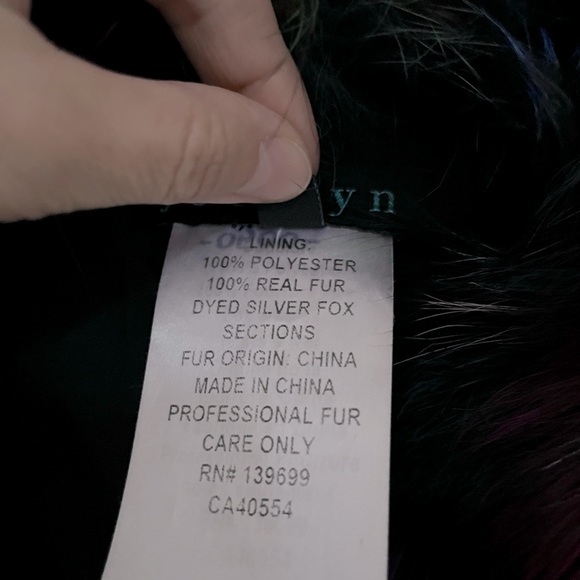 yn
LINING:
100% POLYESTER
100% REAL FUR
DYED SILVER FOX
SECTIONS
FUR ORIGIN: CHINA
MADE IN CHINA
PROFESSIONAL FUR
CARE ONLY
RN# 139699
CA40554